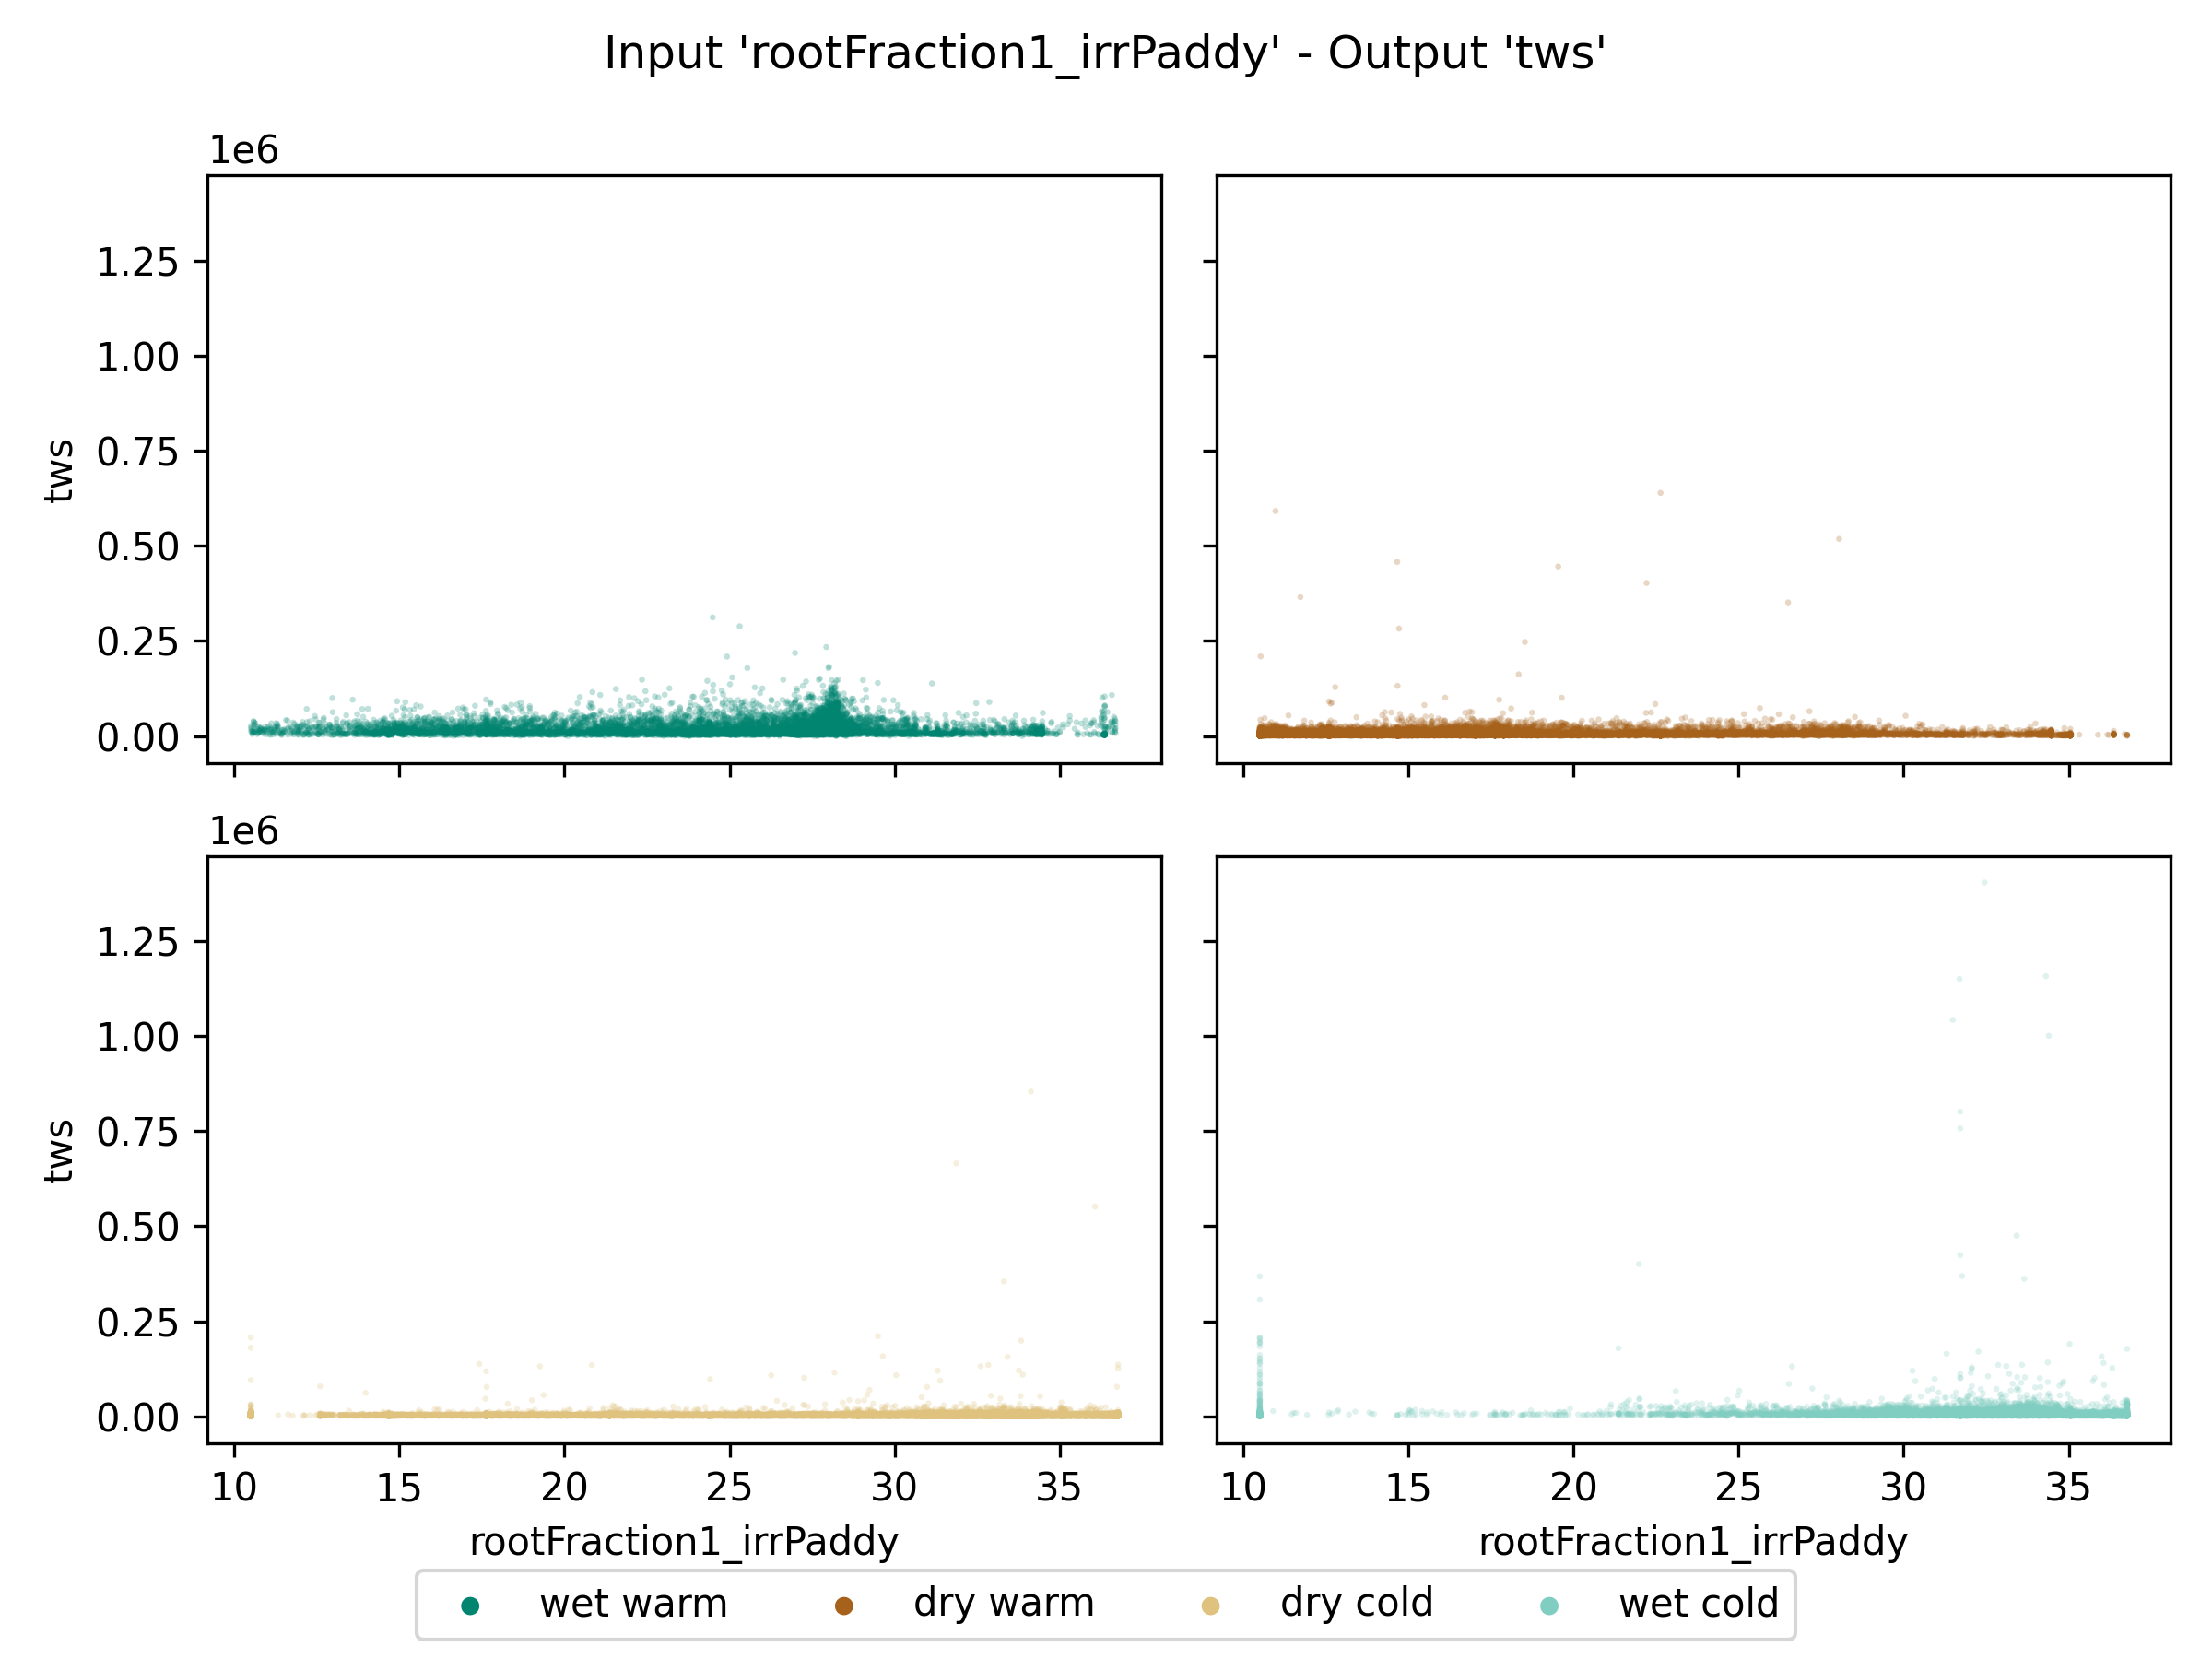 Input 'rootFraction1_irrPaddy' - Output 'tws'
1e6
1.25
1.00
0.75
0.50
0.25
0.00
tws
1e6
1.25
1.00
0.75
0.50
0.25
0.00
tws
10 15 20 25 30 35
10 15 20 25 30 35
rootFraction1_irrPaddy
rootFraction1_irrPaddy
wet warm dry warm dry cold wet cold